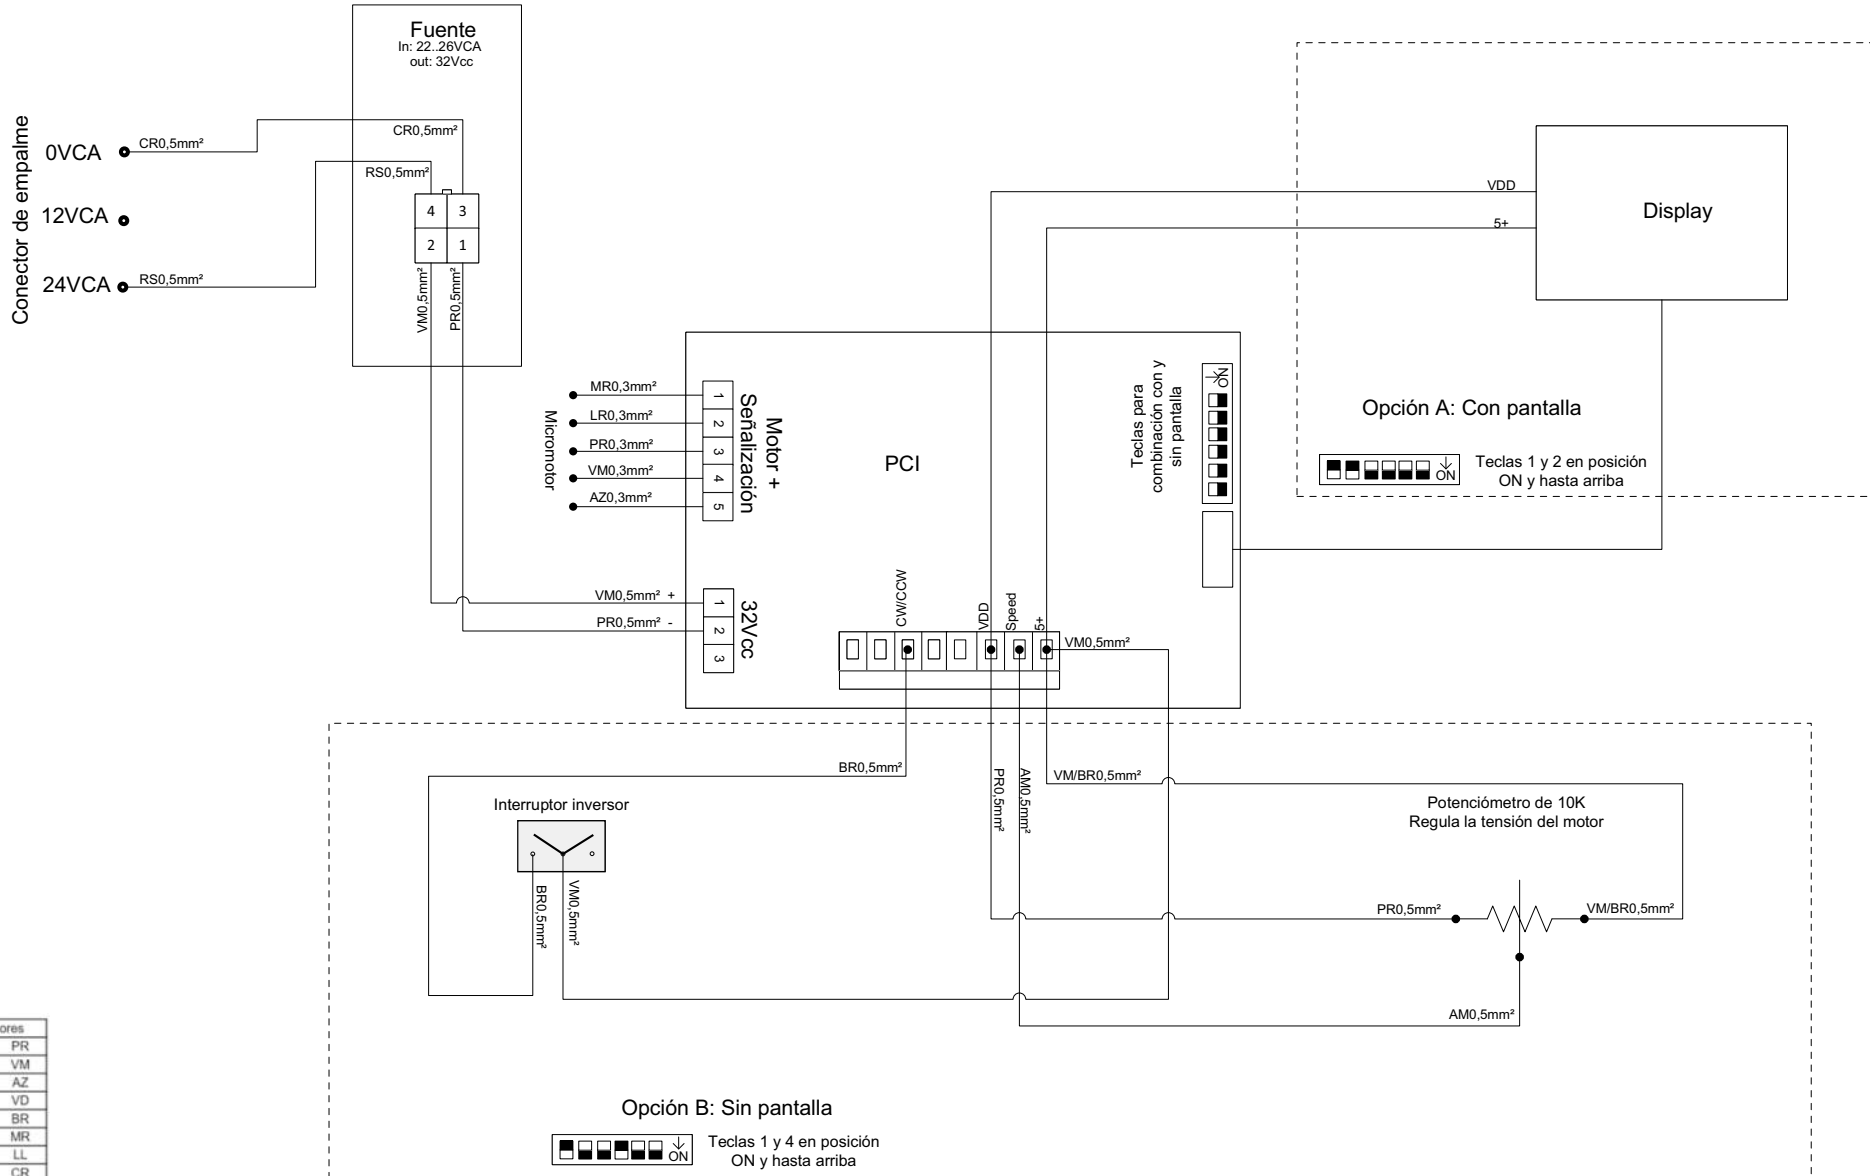 Fuente
In: 22..26VCA
out: 32Vcc
Conector de empalme
0VCA
CR0,5mm²
CR0,5mm²
RS0,5mm²
12VCA
24VCA
RS0,5mm²
4
3
2
1
VM0,5mm²
PR0,5mm²
VDD
5+
Display
Opción A: Con pantalla
ON
Teclas 1 y 2 en posición
ON y hasta arriba
Micromotor
MR0,3mm²
LR0,3mm²
PR0,3mm²
VM0,3mm²
AZ0,3mm²
1
2
3
4
5
Motor +
Señalización
PCI
Teclas para
combinación con y
sin pantalla
ON
VM0,5mm² +
PR0,5mm² -
1
2
3
32Vcc
CW/CCW
VDD
Speed
5+
VM0,5mm²
BR0,5mm²
PR0,5mm²
AM0,5mm²
VM/BR0,5mm²
Interruptor inversor
BR0,5mm²
VM0,5mm²
Potenciómetro de 10K
Regula la tensión del motor
PR0,5mm²
VM/BR0,5mm²
AM0,5mm²
Opción B: Sin pantalla
ON
Teclas 1 y 4 en posición
ON y hasta arriba
ores
PR
VM
AZ
VD
BR
MR
LL
CR